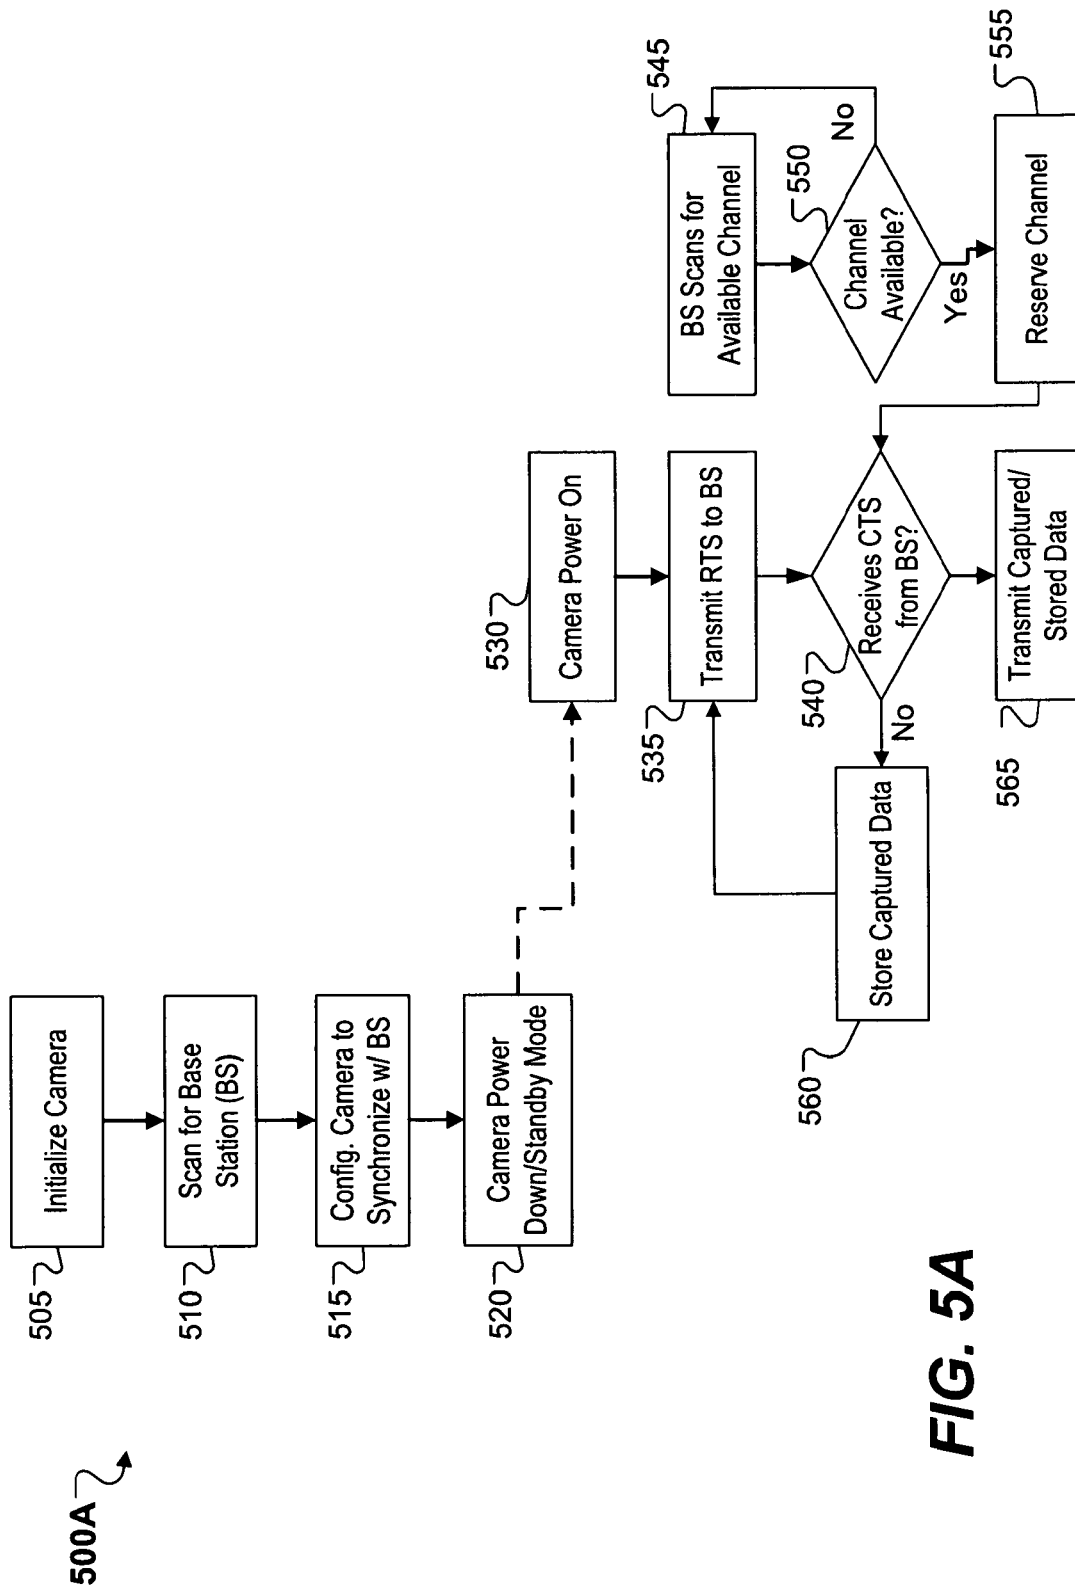 500A
505
Initialize Camera
510
Scan for Base
Station (BS)
515
Config. Camera to
Synchronize w/ BS
520
Camera Power
Down/Standby Mode
530
Camera Power On
535
Transmit RTS to BS
540
Receives CTS
from BS?
No
560
Store Captured Data
565
Transmit Captured/
Stored Data
545
BS Scans for
Available Channel
550
Channel
Available?
No
Yes
555
Reserve Channel
FIG. 5A